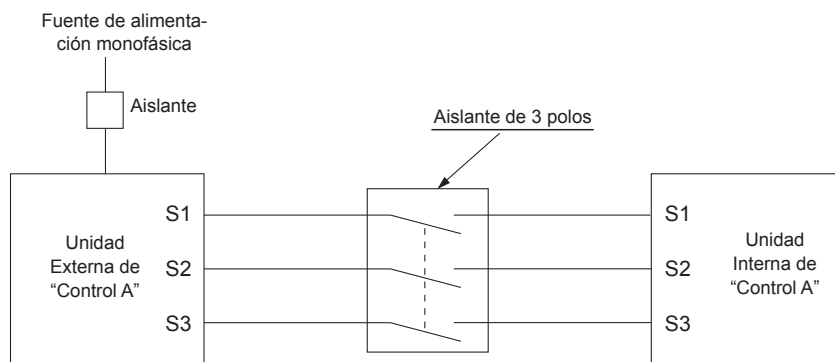 Fuente de alimenta-
ción monofásica
Aislante
Aislante de 3 polos
S1
S2
S3
Unidad
Externa de
“Control A”
S1
S2
S3
Unidad
Interna de
“Control A”